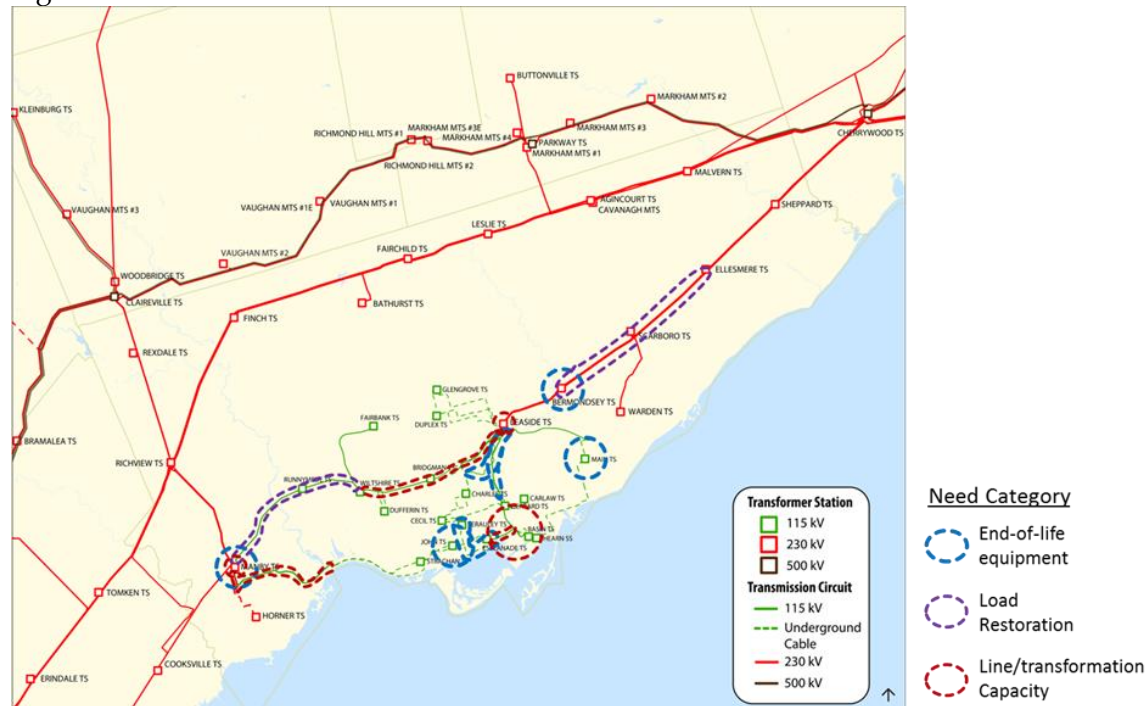 BUTTONVILLE TS
KLEINBURG TS
MARKHAM MTS #2
CHERRYWOOD TS
MARKHAM MTS #3E
RICHMOND HILL MTS #1
MARKHAM MTS #4
MARKHAM MTS #3
PARKWAY TS
MARKHAM MTS #1
RICHMOND HILL MTS #2
MALVERN TS
VAUGHAN MTS #3
VAUGHAN MTS #1E
VAUGHAN MTS #1
AGINCOURT TS
CAVANAGH MTS
SHEPPARD TS
LESLIE TS
FAIRCHILD TS
VAUGHAN MTS #2
WOODBRIDGE TS
CLAIREVILLE TS
ELLESMERE TS
BATHURST TS
FINCH TS
SCARBORO TS
REXDALE TS
GLENGROVE TS
BERMONDSEY TS
WARDEN TS
DUPLEX TS
FAIRBANK TS
LEASIDE TS
BRAMALEA TS
RICHVIEW TS
BRIDGMAN
MAIN TS
WILTSHIRE TS
CHARLES
CARLAW TS
DUFFERIN TS
CECIL TS
BASIN TS
HEARN SS
MANBY TS
HORNER TS
TOMKEN TS
COOKSVILLE TS
ERINDALE TS
Transformer Station
115 kV
230 kV
500 kV
Transmission Circuit
115 kV
Underground
Cable
230 kV
500 kV
Need Category
End-of-life
equipment
Load
Restoration
Line/transformation
Capacity